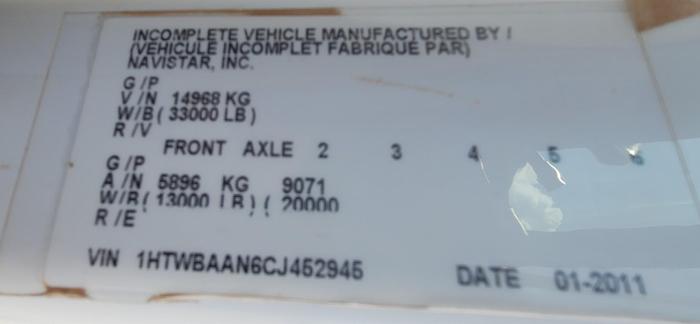 INCOMPLETE VEHICLE MANUFACTURED BY /
(VEHICULE INCOMPLET FABRIQUE PAR)
NAVISTAR, INC.
G /P
V /N 14968 KG
W/B ( 33000 LB )
R /V
FRONT AXLE 2 3 4 5 6
G /P
A /N 5896 KG 9071
W/B ( 13000 LB ) ( 20000
R /E
VIN 1HTWBAAN6CJ452945
DATE 01-2011